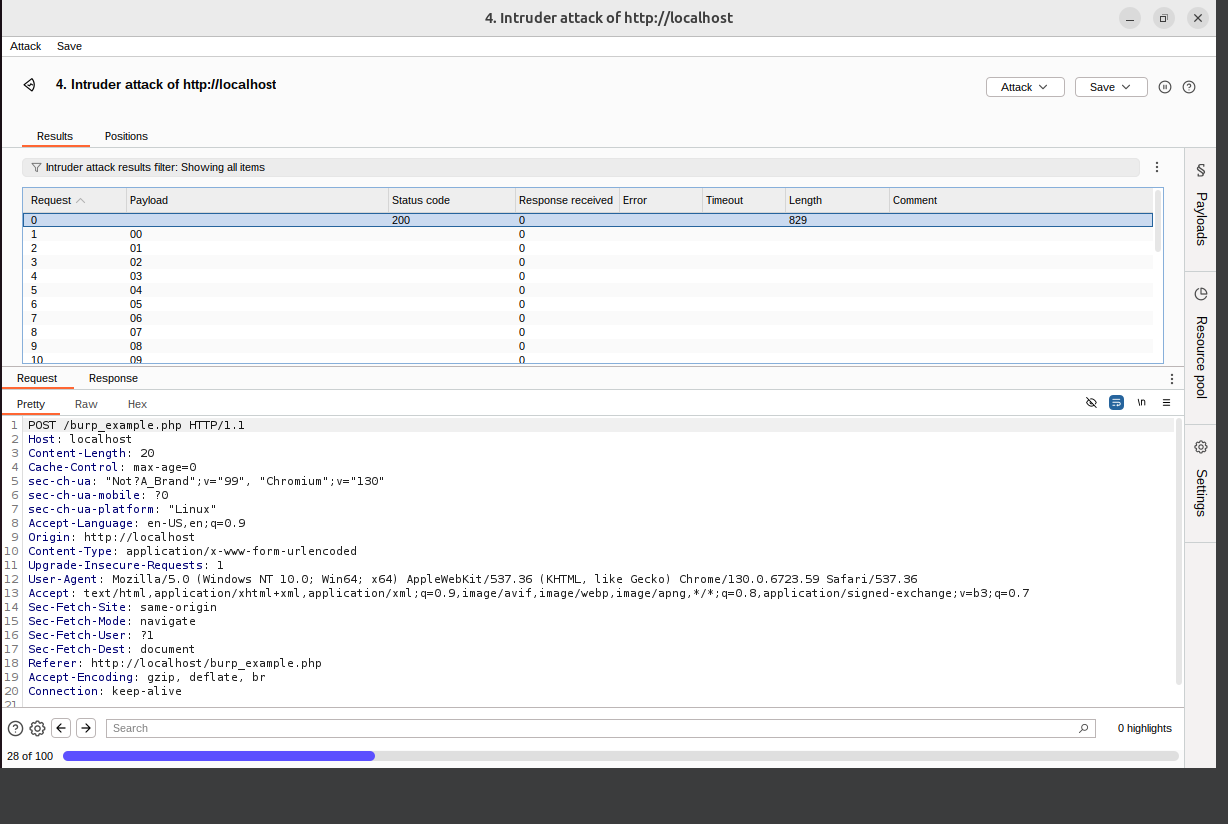 4. Intruder attack of http://localhost
Attack Save
4. Intruder attack of http://localhost
Attack Save
Results Positions
Intruder attack results filter: Showing all items
Request Payload Status code Response received Error Timeout Length Comment
0 200 0 829
1 00 0
2 01 0
3 02 0
4 03 0
5 04 0
6 05 0
7 06 0
8 07 0
9 08 0
10 09 0
Payloads
Resource pool
Settings
Request Response
Pretty Raw Hex
\n
1 POST /burp_example.php HTTP/1.1
2 Host: localhost
3 Content-Length: 20
4 Cache-Control: max-age=0
5 sec-ch-ua: "Not?A_Brand";v="99", "Chromium";v="130"
6 sec-ch-ua-mobile: ?0
7 sec-ch-ua-platform: "Linux"
8 Accept-Language: en-US,en;q=0.9
9 Origin: http://localhost
10 Content-Type: application/x-www-form-urlencoded
11 Upgrade-Insecure-Requests: 1
12 User-Agent: Mozilla/5.0 (Windows NT 10.0; Win64; x64) AppleWebKit/537.36 (KHTML, like Gecko) Chrome/130.0.6723.59 Safari/537.36
13 Accept: text/html,application/xhtml+xml,application/xml;q=0.9,image/avif,image/webp,image/apng,*/*;q=0.8,application/signed-exchange;v=b3;q=0.7
14 Sec-Fetch-Site: same-origin
15 Sec-Fetch-Mode: navigate
16 Sec-Fetch-User: ?1
17 Sec-Fetch-Dest: document
18 Referer: http://localhost/burp_example.php
19 Accept-Encoding: gzip, deflate, br
20 Connection: keep-alive
21
Search 0 highlights
28 of 100